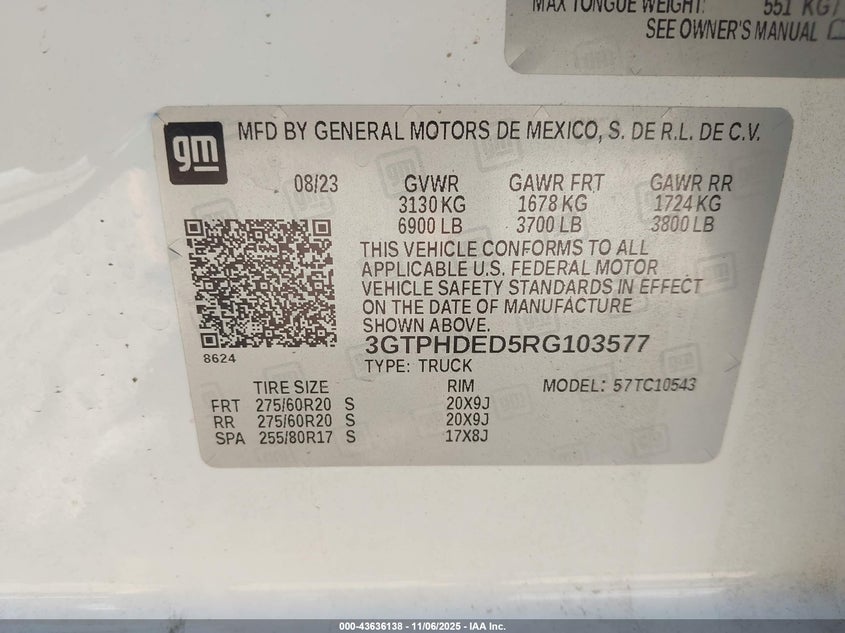 MAX TONGUE WEIGHT: 551 KG
SEE OWNER'S MANUAL
gm
MFD BY GENERAL MOTORS DE MEXICO, S. DE R.L. DE C.V.
08/23 GVWR GAWR FRT GAWR RR
3130 KG 1678 KG 1724 KG
6900 LB 3700 LB 3800 LB
THIS VEHICLE CONFORMS TO ALL
APPLICABLE U.S. FEDERAL MOTOR
VEHICLE SAFETY STANDARDS IN EFFECT
ON THE DATE OF MANUFACTURE
SHOWN ABOVE.
8624
3GTPHDED5RG103577
TYPE: TRUCK
TIRE SIZE RIM MODEL: 57TC10543
FRT 275/60R20 S 20X9J
RR 275/60R20 S 20X9J
SPA 255/80R17 S 17X8J
000-43636138 - 11/06/2025 - IAA Inc.